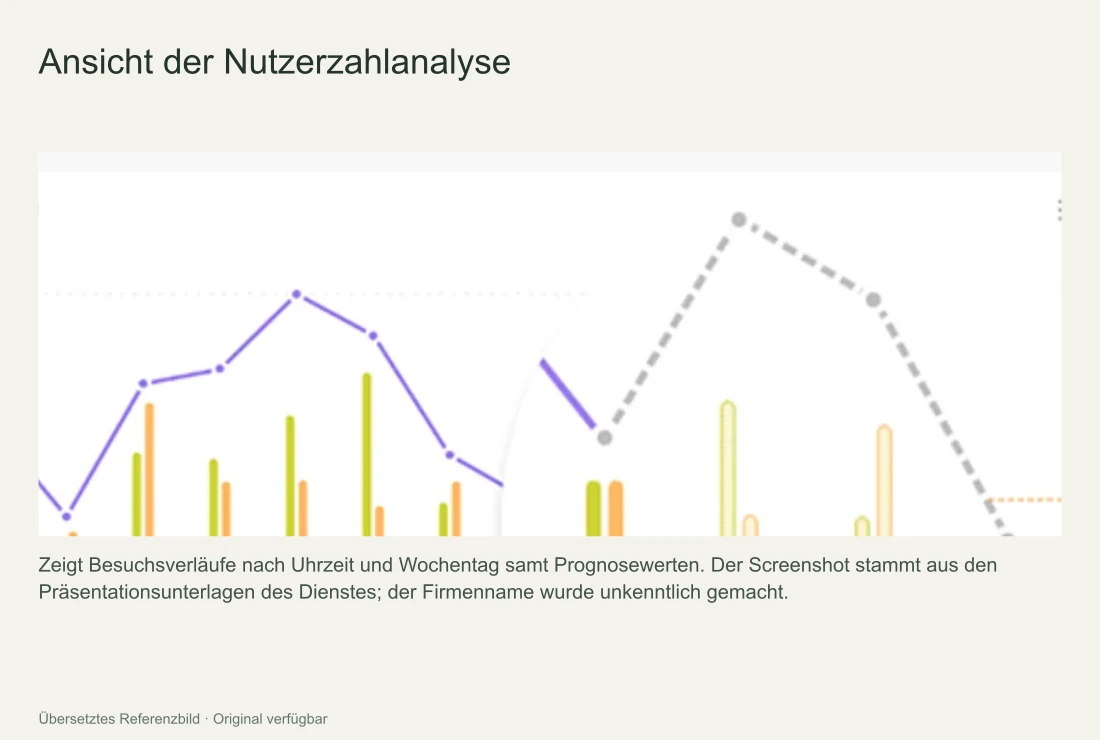 Ansicht der Nutzerzahlanalyse
Zeigt Besuchsverläufe nach Uhrzeit und Wochentag samt Prognosewerten. Der Screenshot stammt aus den
Präsentationsunterlagen des Dienstes; der Firmenname wurde unkenntlich gemacht.
Übersetztes Referenzbild · Original verfügbar